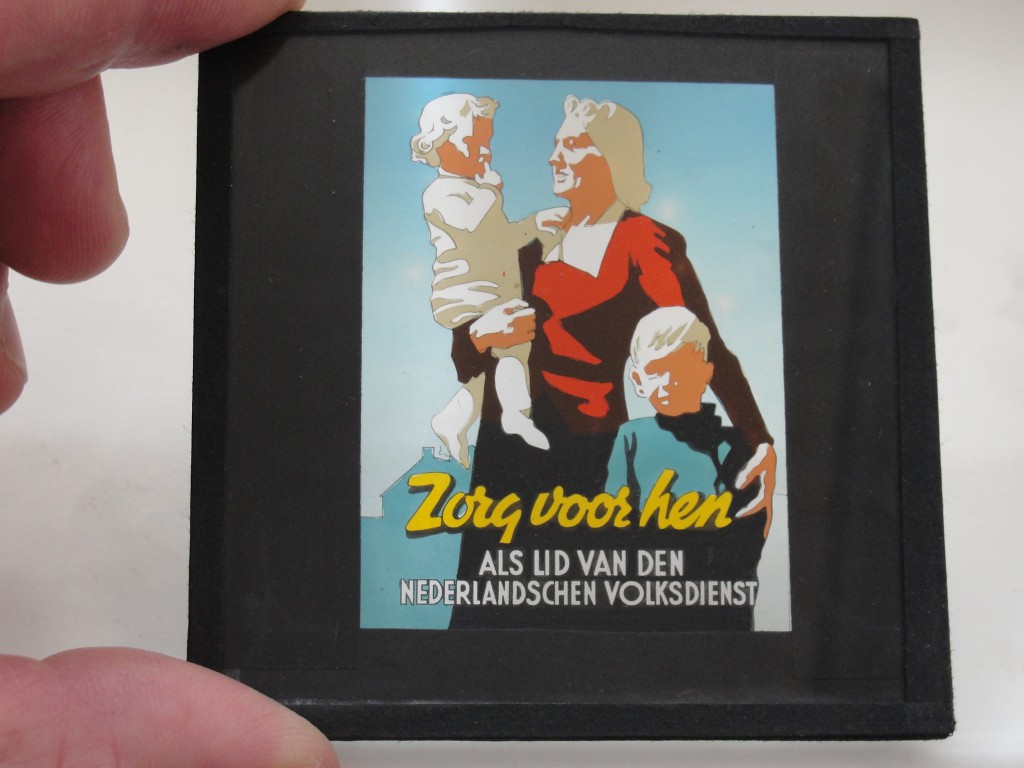 Zorg voor hen
ALS LID VAN DEN
NEDERLANDSCHEN VOLKSDIENST